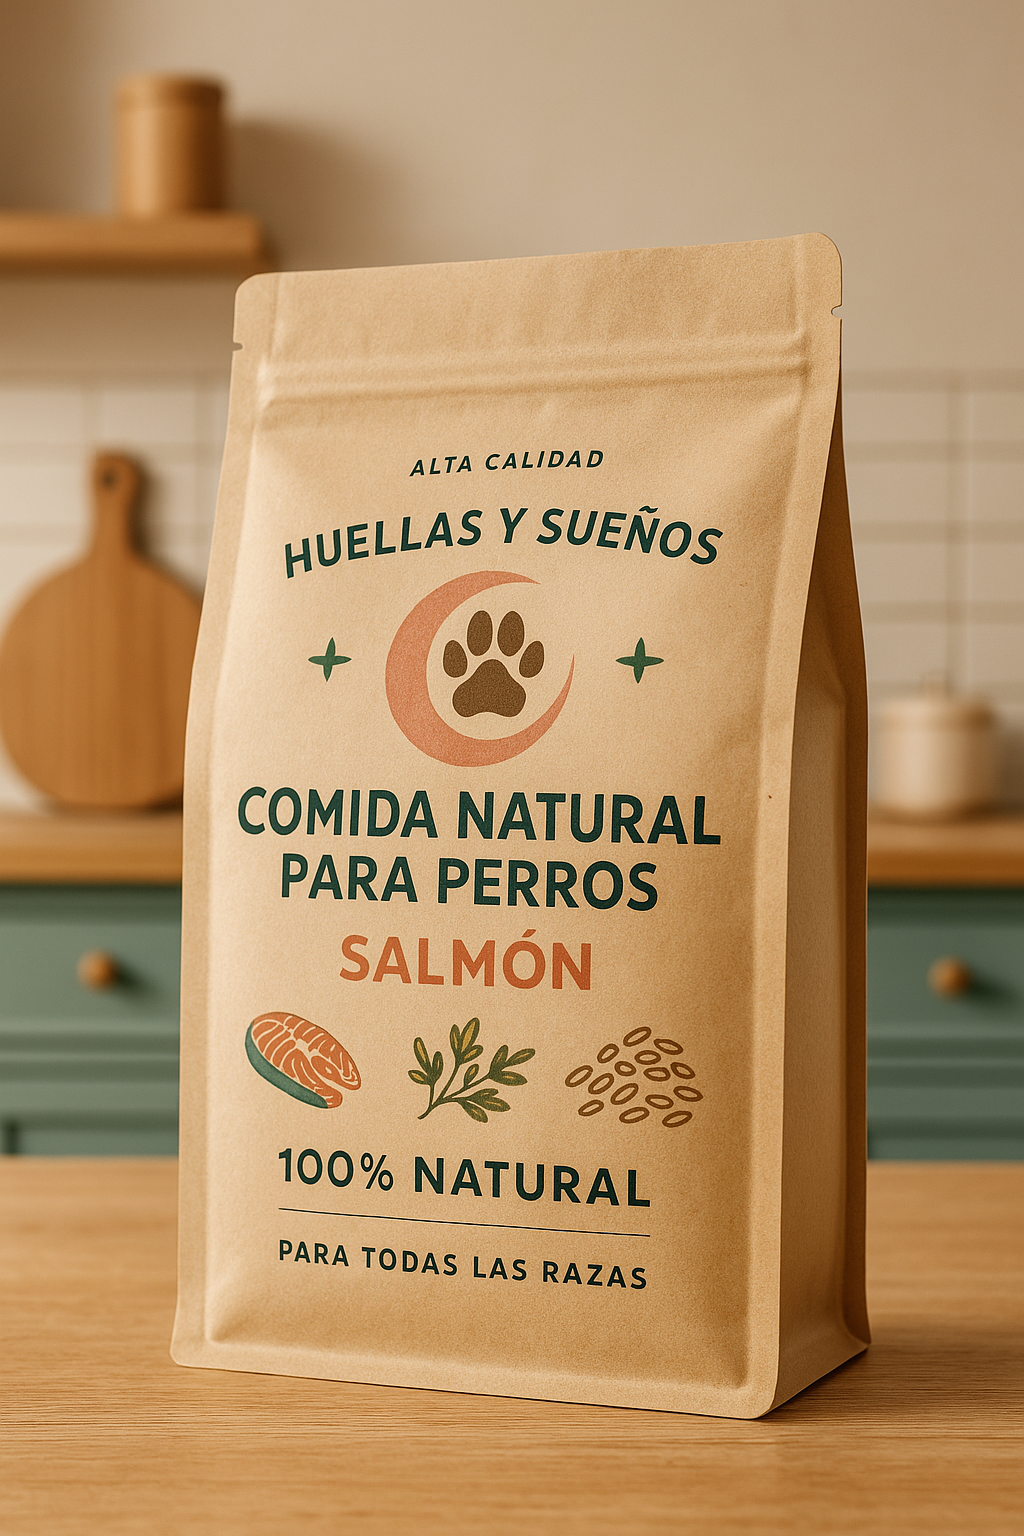 ALTA CALIDAD
HUELLAS Y SUEÑOS
COMIDA NATURAL
PARA PERROS
SALMÓN
100% NATURAL
PARA TODAS LAS RAZAS